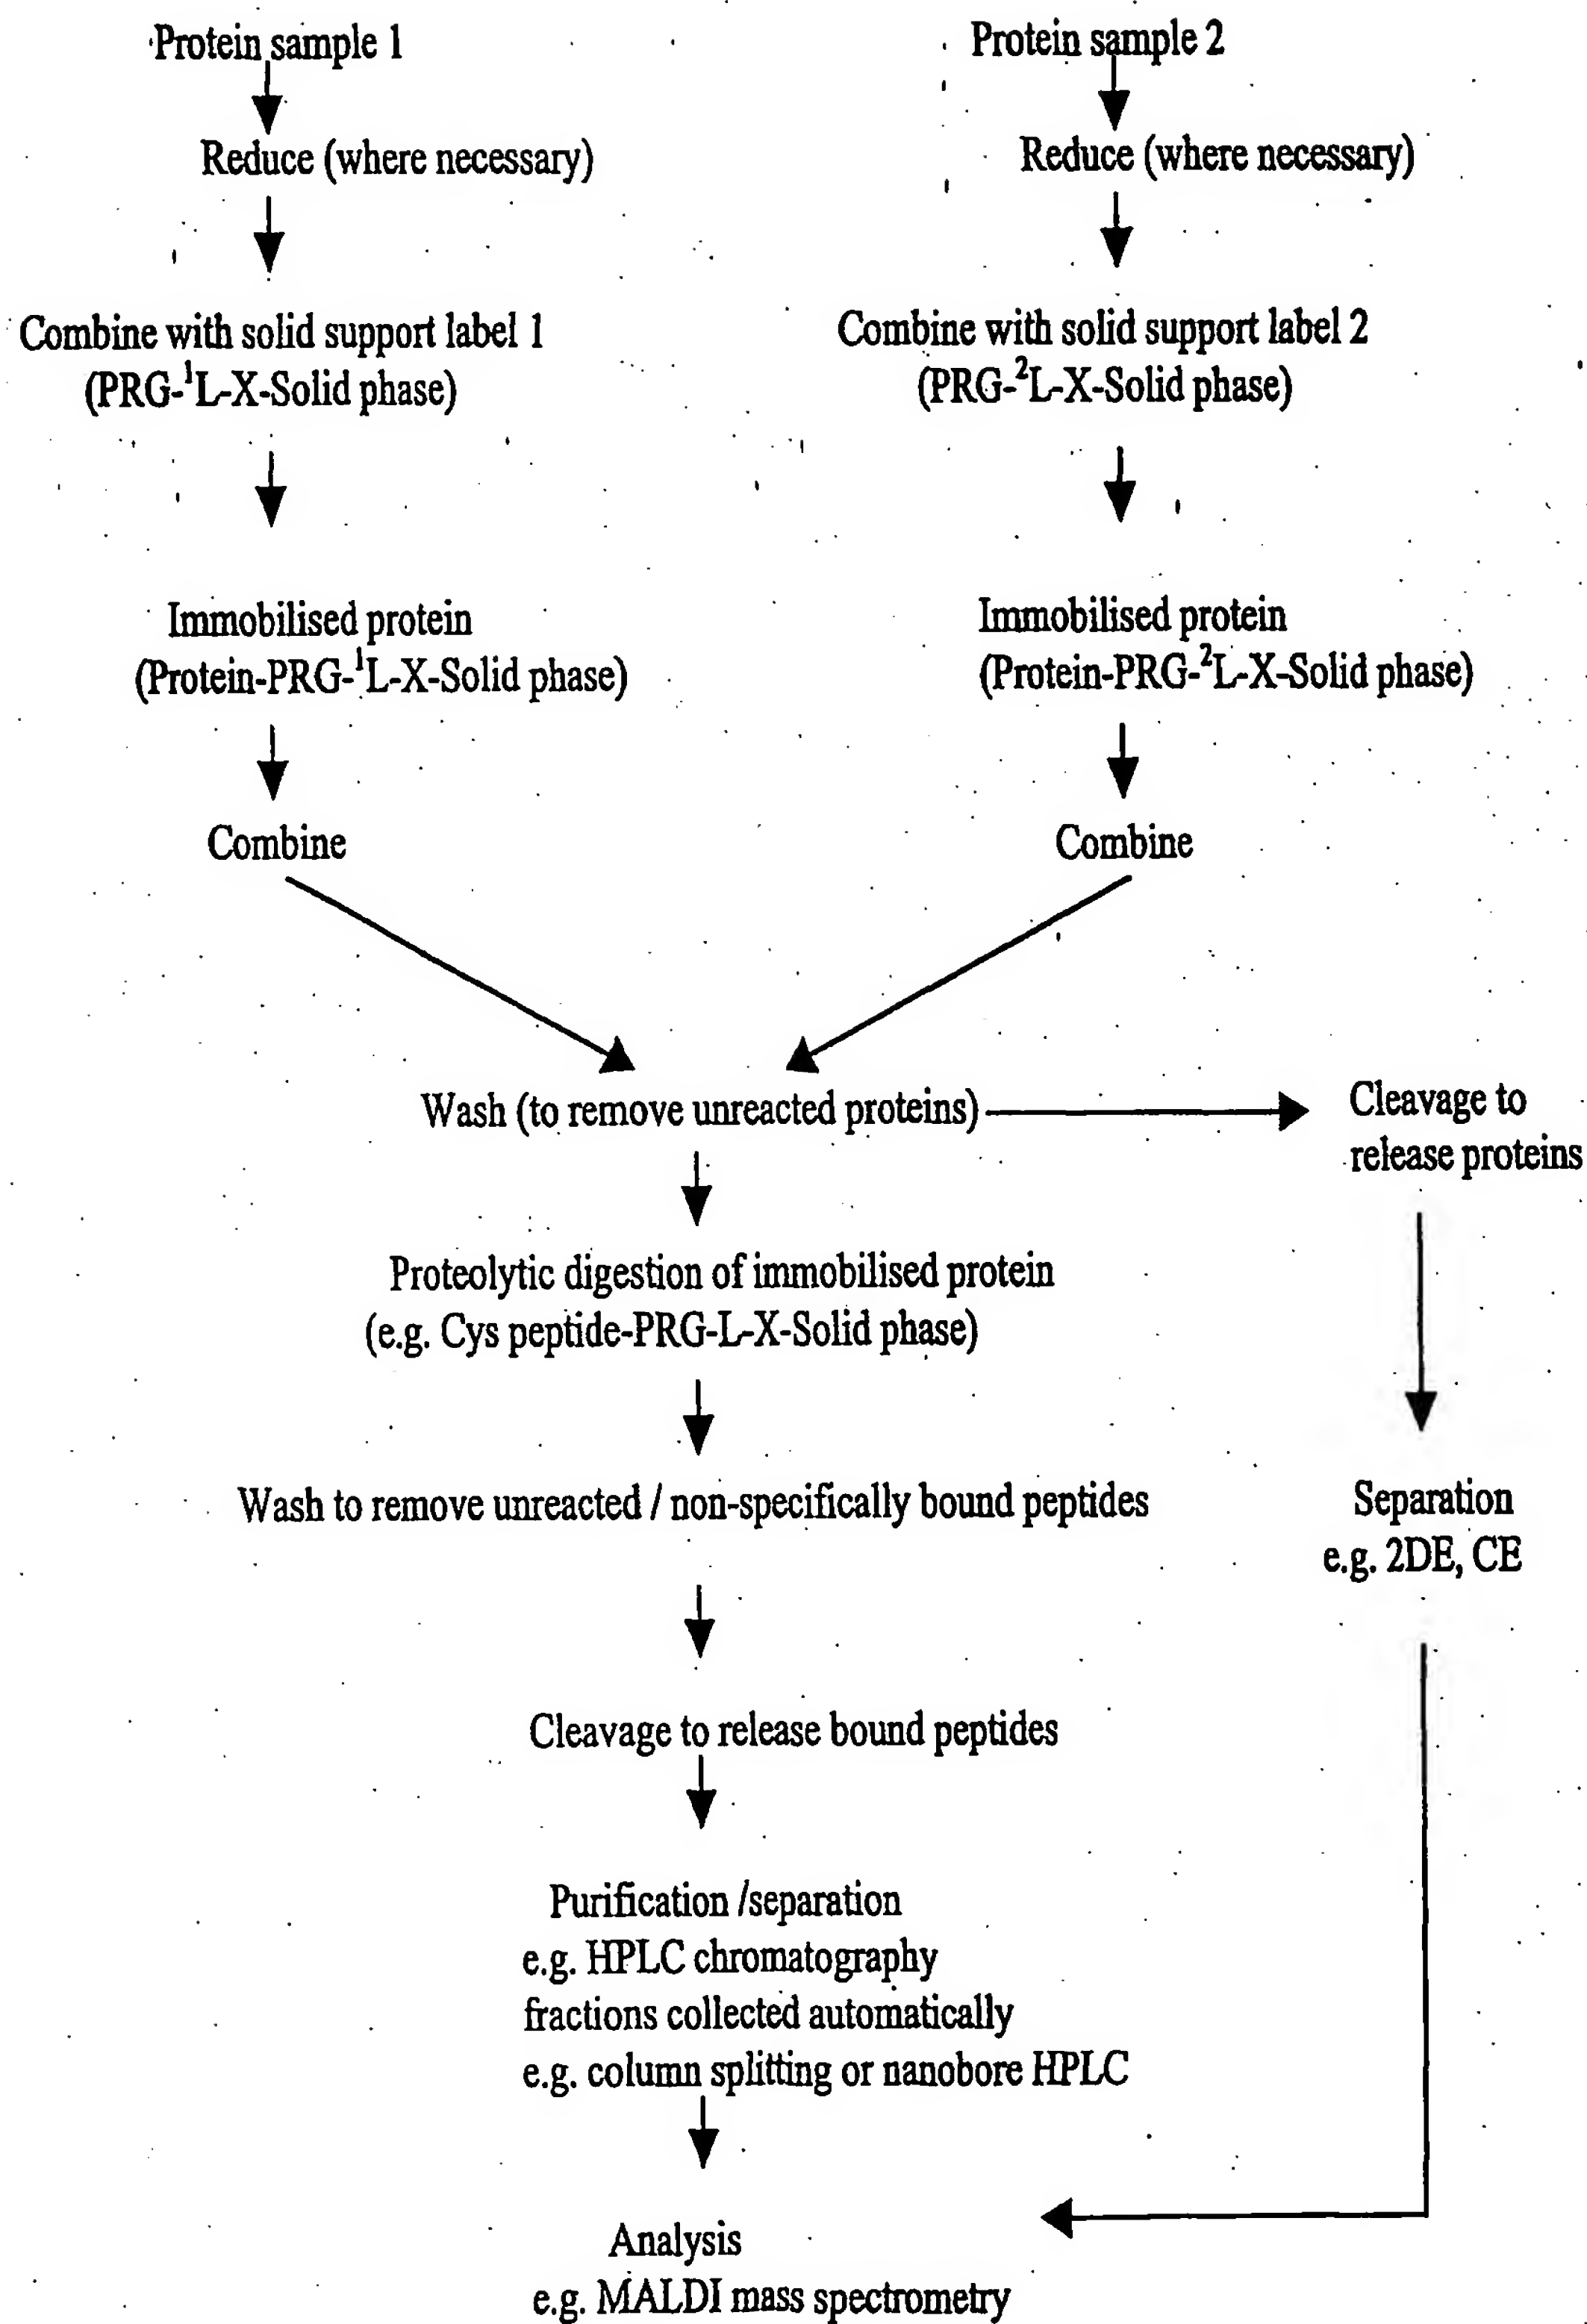 Protein sample 1
Protein sample 2
Reduce (where necessary)
Reduce (where necessary)
Combine with solid support label 1
(PRG-¹L-X-Solid phase)
Combine with solid support label 2
(PRG-²L-X-Solid phase)
Immobilised protein
(Protein-PRG-¹L-X-Solid phase)
Immobilised protein
(Protein-PRG-²L-X-Solid phase)
Combine
Combine
Wash (to remove unreacted proteins)
Cleavage to
release proteins
Proteolytic digestion of immobilised protein
(e.g. Cys peptide-PRG-L-X-Solid phase)
Wash to remove unreacted / non-specifically bound peptides
Separation
e.g. 2DE, CE
Cleavage to release bound peptides
Purification /separation
e.g. HPLC chromatography
fractions collected automatically
e.g. column splitting or nanobore HPLC
Analysis
e.g. MALDI mass spectrometry